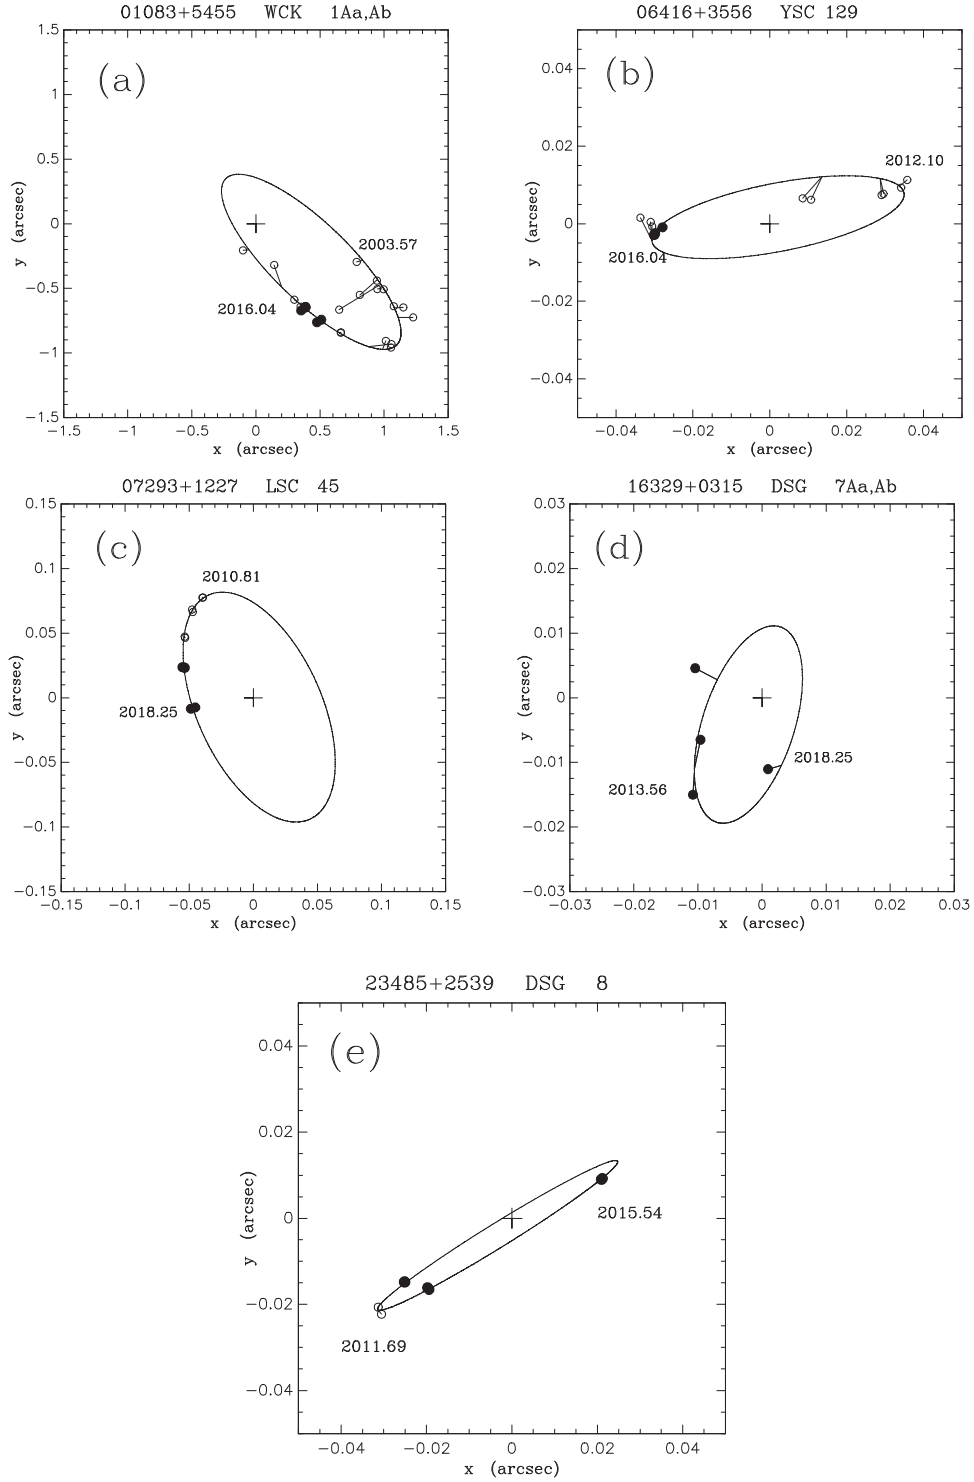 01083+5455 WCK 1Aa,Ab
(a)
1.5
1
0.5
0
−0.5
−1
−1.5
y (arcsec)
2003.57
2016.04
−1.5 −1 −0.5 0 0.5 1 1.5
x (arcsec)
06416+3556 YSC 129
(b)
0.04
0.02
0
−0.02
−0.04
y (arcsec)
2012.10
2016.04
−0.04 −0.02 0 0.02 0.04
x (arcsec)
07293+1227 LSC 45
(c)
0.15
0.1
0.05
0
−0.05
−0.1
−0.15
y (arcsec)
2010.81
2018.25
−0.15 −0.1 −0.05 0 0.05 0.1 0.15
x (arcsec)
16329+0315 DSG 7Aa,Ab
(d)
0.03
0.02
0.01
0
−0.01
−0.02
−0.03
y (arcsec)
2018.25
2013.56
−0.03 −0.02 −0.01 0 0.01 0.02 0.03
x (arcsec)
23485+2539 DSG 8
(e)
0.04
0.02
0
−0.02
−0.04
y (arcsec)
2015.54
2011.69
−0.04 −0.02 0 0.02 0.04
x (arcsec)